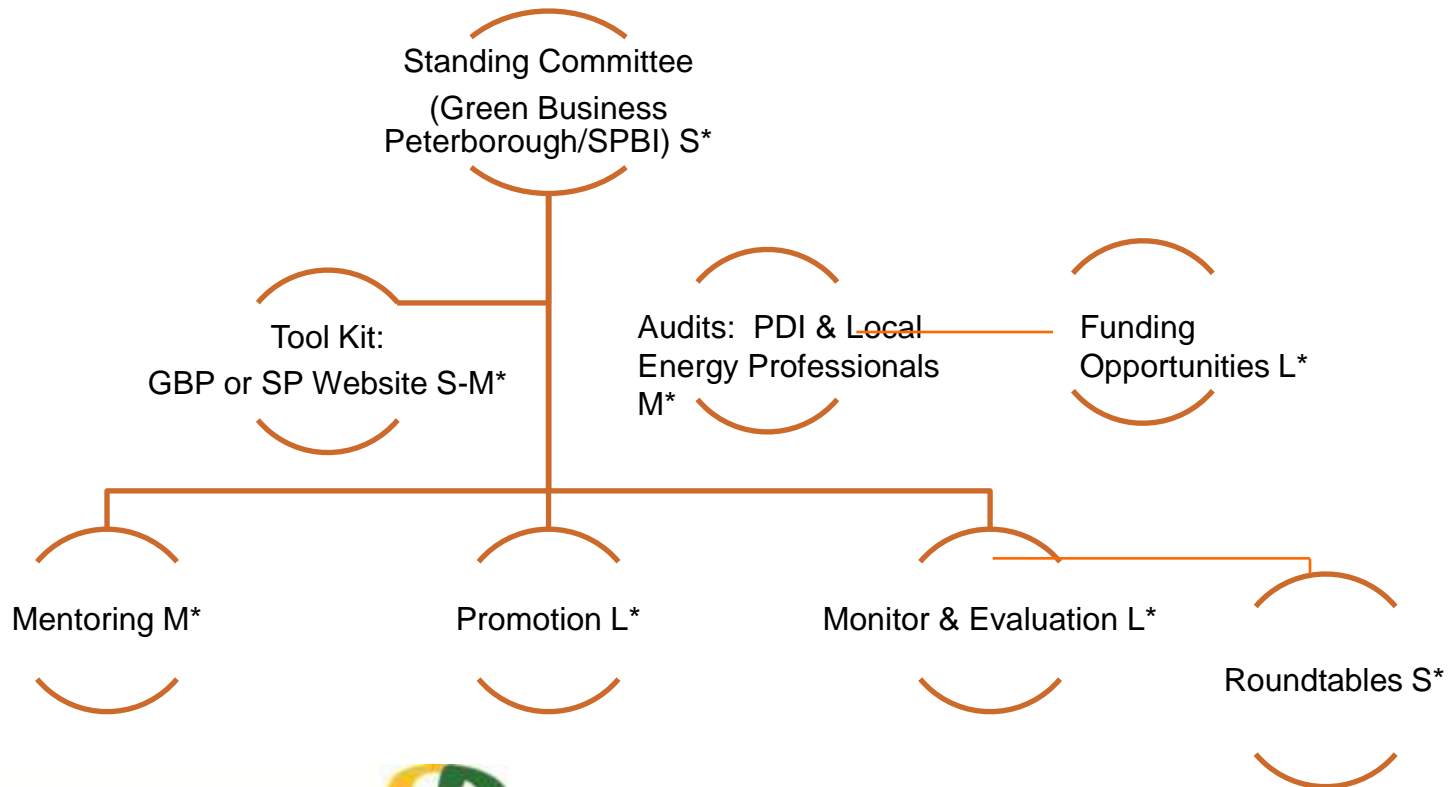 Standing Committee
(Green Business
Peterborough/SPBI) S*
Tool Kit:
GBP or SP Website S-M*
Audits:  PDI & Local
Energy Professionals
M*
Funding
Opportunities L*
Mentoring M*
Promotion L*
Monitor & Evaluation L*
Roundtables S*